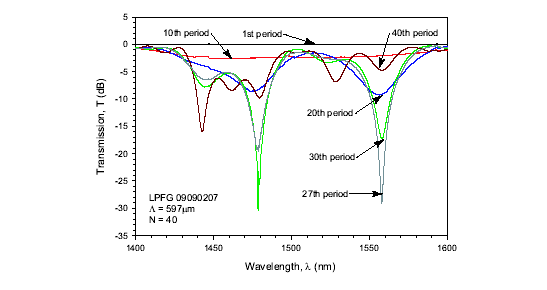 5
0
-5
-10
-15
-20
-25
-30
-35
Transmission, T (dB)
10th period
1st period
40th period
20th period
30th period
27th period
LPFG 09090207
Λ = 597μm
N = 40
1400 1450 1500 1550 1600
Wavelength, λ (nm)